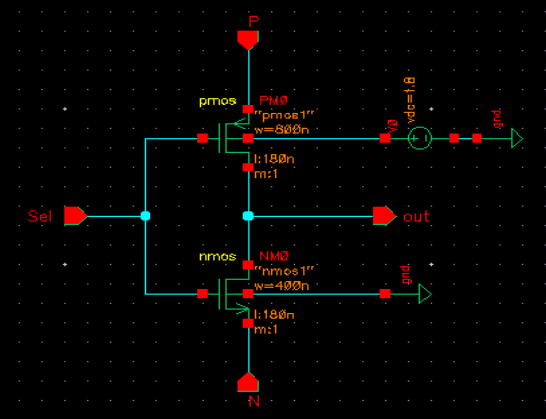 P
pmos PM0
"pmos1"
w=800n
l:180n
m:1
V0
vdc=1.8
gnd
Sel
out
nmos NM0
"nmos1"
w=400n
l:180n
m:1
gnd
N